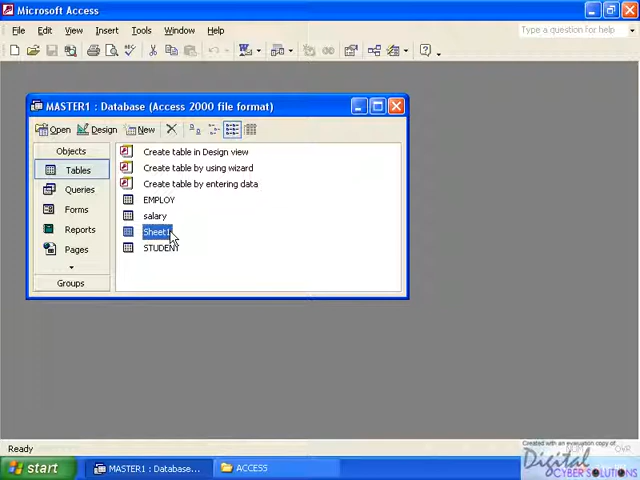 Microsoft Access
File Edit View Insert Tools Window Help
Type a question for help
MASTER1 : Database (Access 2000 file format)
Open Design New
Objects
Tables
Queries
Forms
Reports
Pages
Groups
Create table in Design view
Create table by using wizard
Create table by entering data
EMPLOY
salary
Sheet1
STUDENT
Ready
NUM OVR
Created with an evaluation copy of
Digital
CYBER SOLUTIONS
start MASTER1 : Database... ACCESS